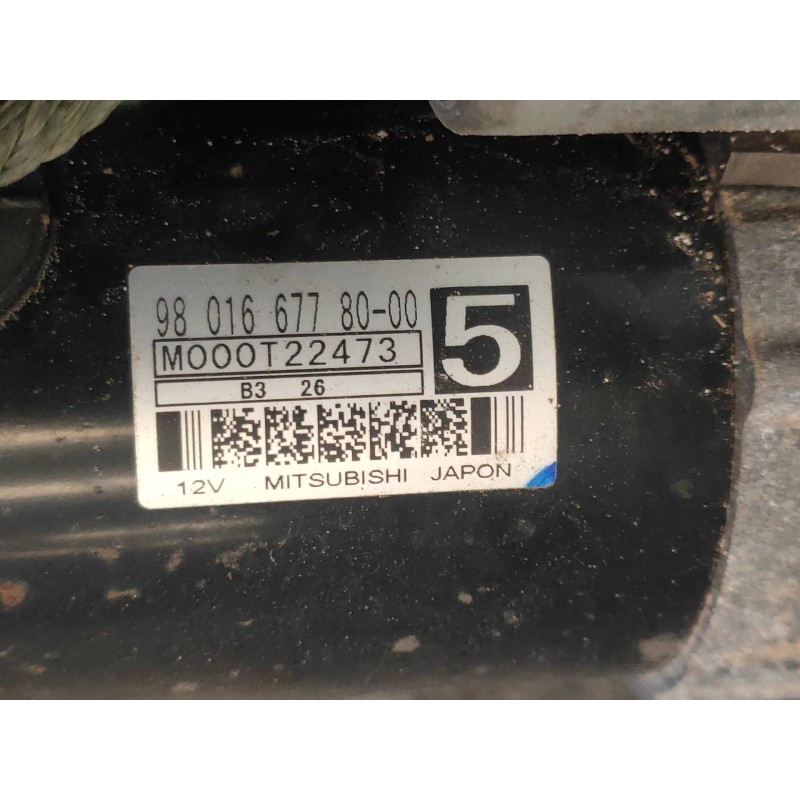 98 016 677 80-00
5
M000T22473
B3 26
12V MITSUBISHI JAPON